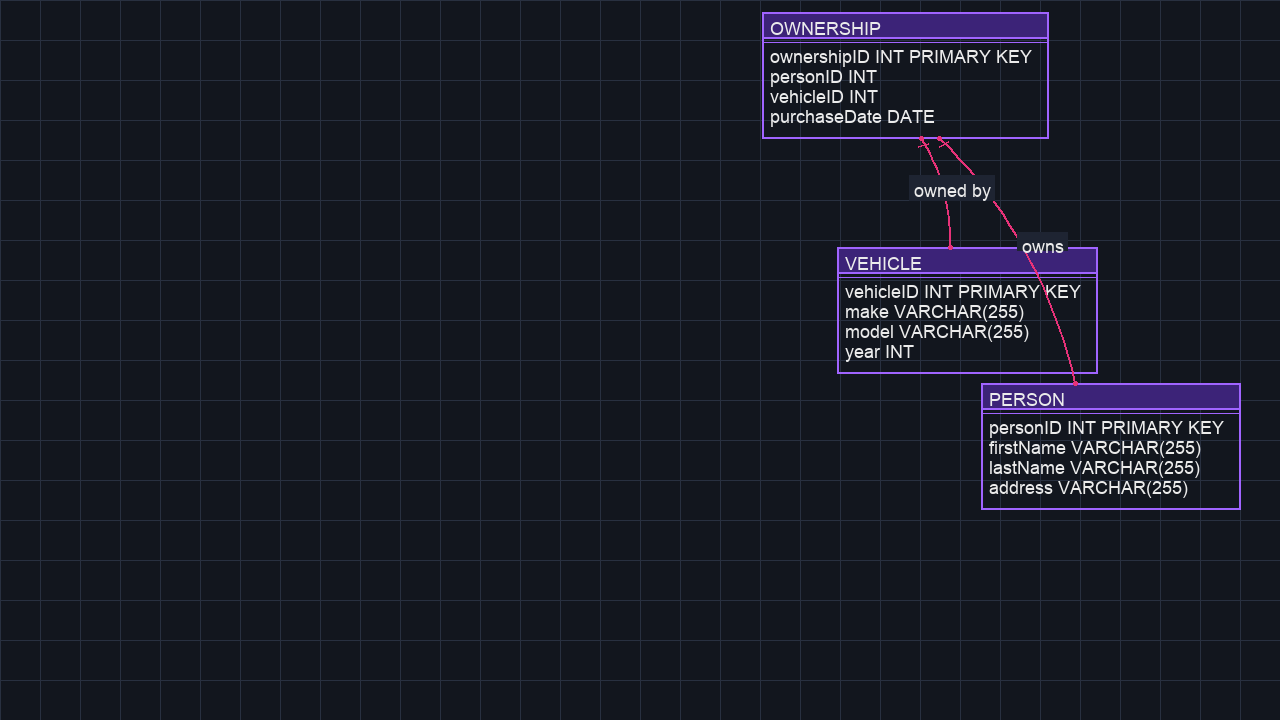 OWNERSHIP
ownershipID INT PRIMARY KEY
personID INT
vehicleID INT
purchaseDate DATE
owned by
owns
VEHICLE
vehicleID INT PRIMARY KEY
make VARCHAR(255)
model VARCHAR(255)
year INT
PERSON
personID INT PRIMARY KEY
firstName VARCHAR(255)
lastName VARCHAR(255)
address VARCHAR(255)